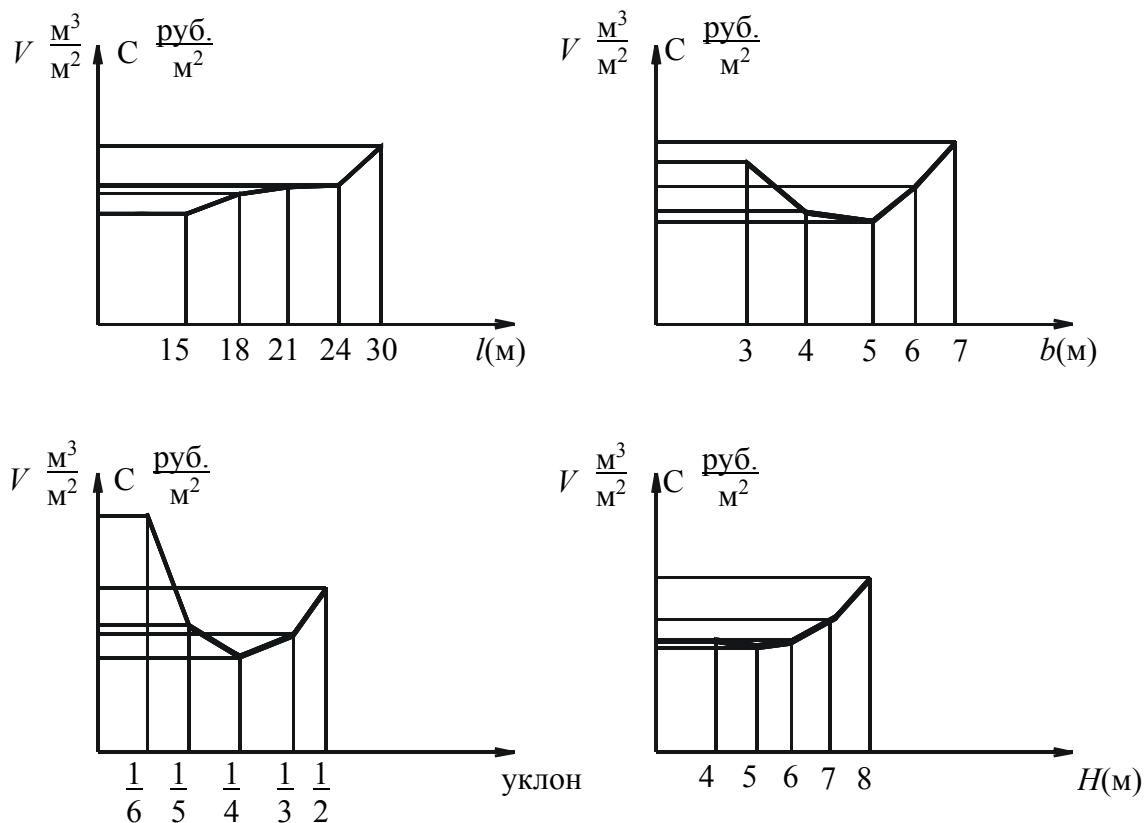 V м³/м² С руб./м²
15 18 21 24 30 l(м)
V м³/м² С руб./м²
3 4 5 6 7 b(м)
V м³/м² С руб./м²
1/6 1/5 1/4 1/3 1/2 уклон
V м³/м² С руб./м²
4 5 6 7 8 H(м)